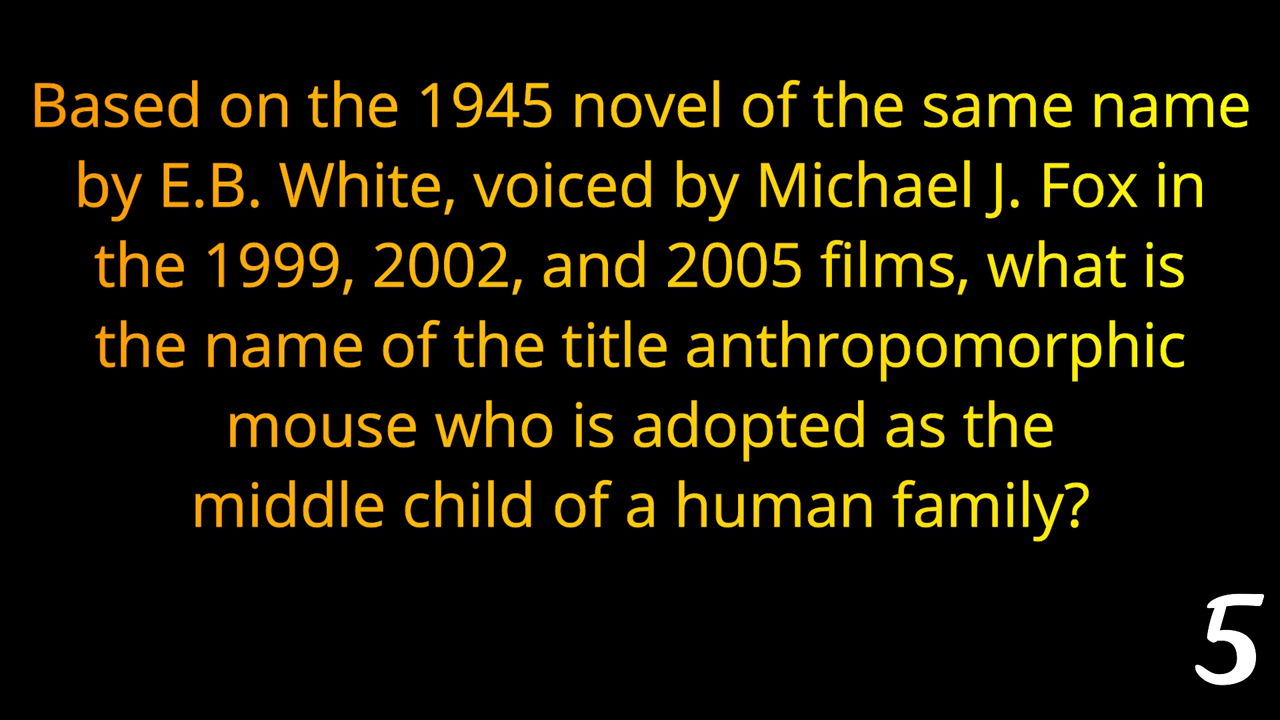 Based on the 1945 novel of the same name
by E.B. White, voiced by Michael J. Fox in
the 1999, 2002, and 2005 films, what is
the name of the title anthropomorphic
mouse who is adopted as the
middle child of a human family?
5